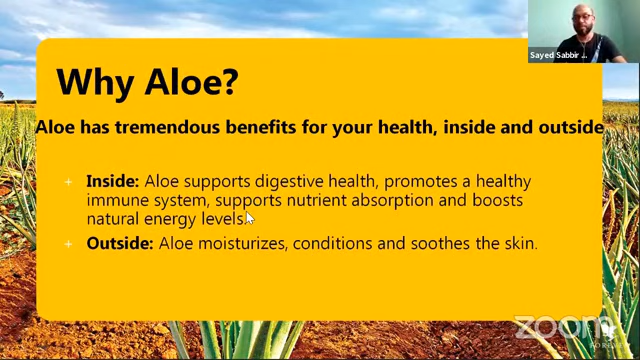 Sayed Sabbir ...
Why Aloe?
Aloe has tremendous benefits for your health, inside and outside
+ Inside: Aloe supports digestive health, promotes a healthy
immune system, supports nutrient absorption and boosts
natural energy levels.
+ Outside: Aloe moisturizes, conditions and soothes the skin.
zoom
FOREVER